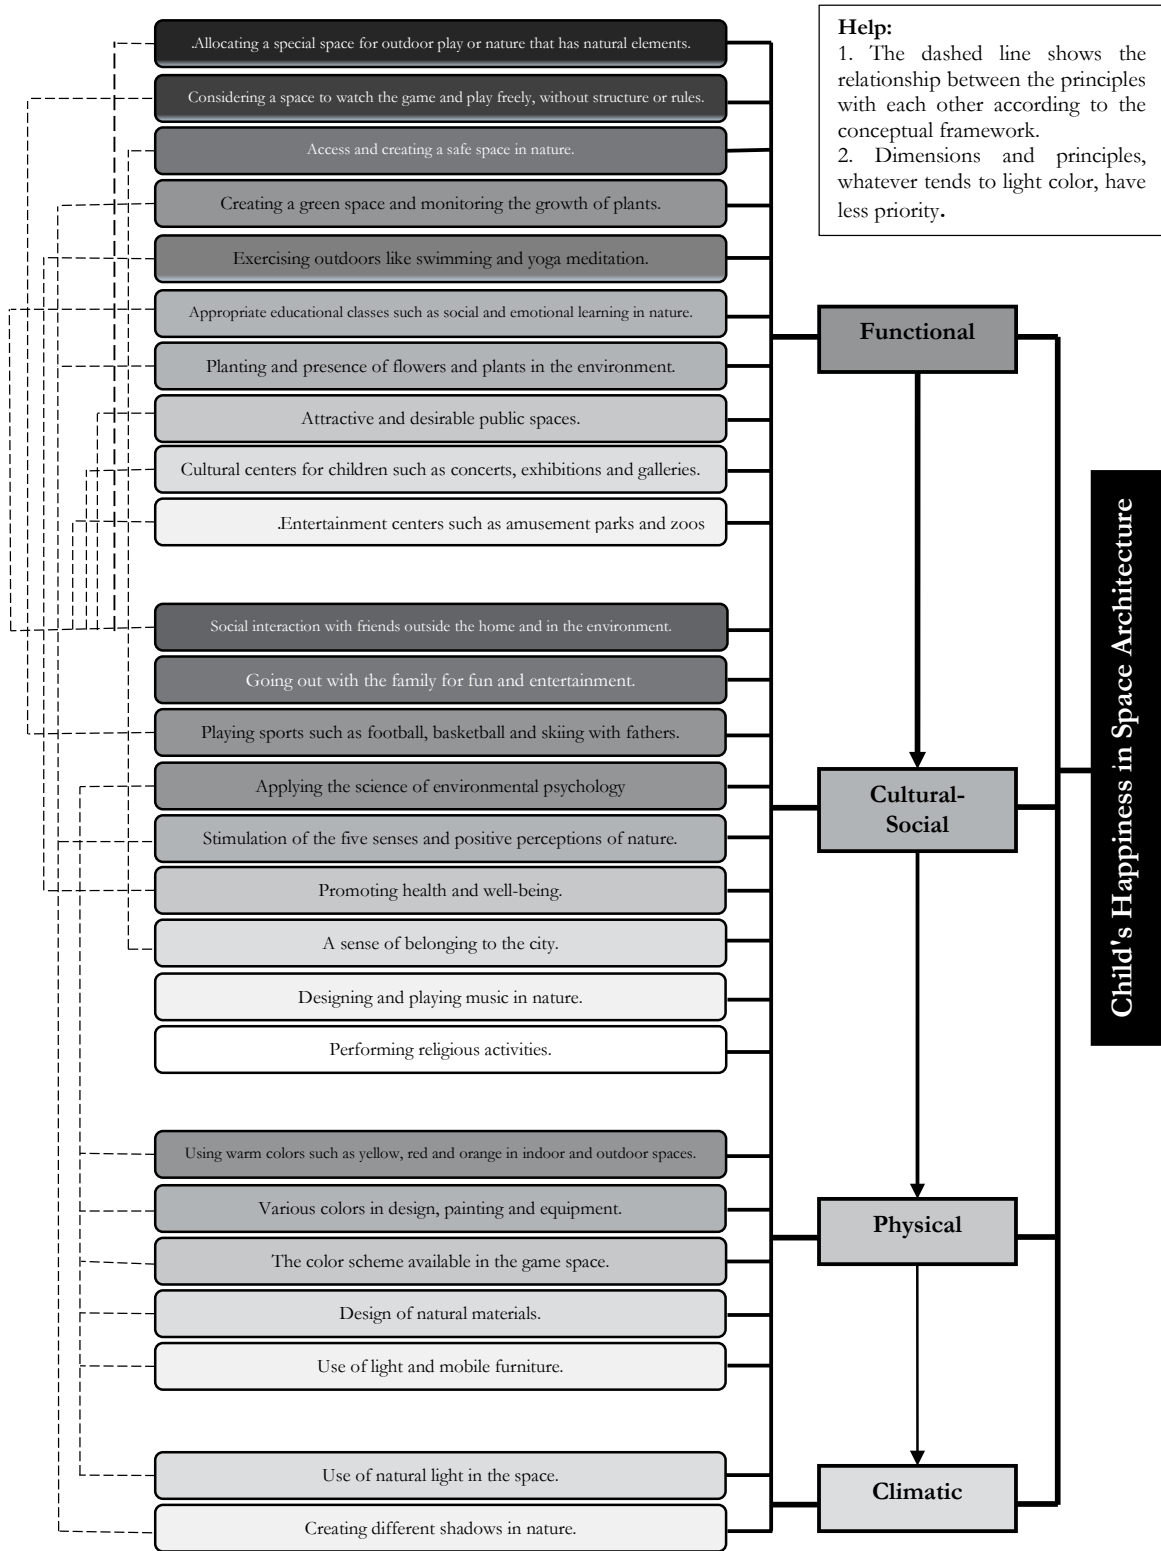 .Allocating a special space for outdoor play or nature that has natural elements.
Considering a space to watch the game and play freely, without structure or rules.
Access and creating a safe space in nature.
Creating a green space and monitoring the growth of plants.
Exercising outdoors like swimming and yoga meditation.
Appropriate educational classes such as social and emotional learning in nature.
Planting and presence of flowers and plants in the environment.
Attractive and desirable public spaces.
Cultural centers for children such as concerts, exhibitions and galleries.
.Entertainment centers such as amusement parks and zoos
Social interaction with friends outside the home and in the environment.
Going out with the family for fun and entertainment.
Playing sports such as football, basketball and skiing with fathers.
Applying the science of environmental psychology
Stimulation of the five senses and positive perceptions of nature.
Promoting health and well-being.
A sense of belonging to the city.
Designing and playing music in nature.
Performing religious activities.
Using warm colors such as yellow, red and orange in indoor and outdoor spaces.
Various colors in design, painting and equipment.
The color scheme available in the game space.
Design of natural materials.
Use of light and mobile furniture.
Use of natural light in the space.
Creating different shadows in nature.
Help:
1. The dashed line shows the
relationship between the principles
with each other according to the
conceptual framework.
2. Dimensions and principles,
whatever tends to light color, have
less priority.
Functional
Cultural-
Social
Physical
Climatic
Child's Happiness in Space Architecture